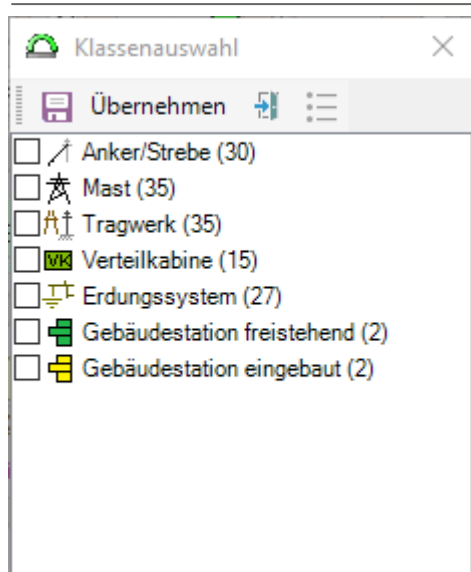 Klassenauswahl
Übernehmen
Anker/Strebe (30)
Mast (35)
Tragwerk (35)
VK Verteilkabine (15)
Erdungssystem (27)
Gebäudestation freistehend (2)
Gebäudestation eingebaut (2)